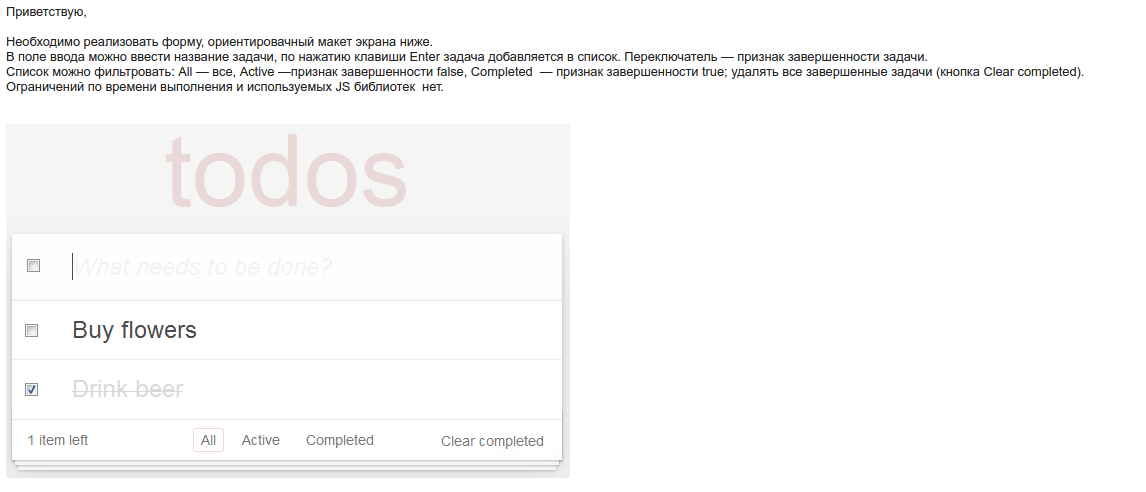 Приветствую,
Необходимо реализовать форму, ориентировачный макет экрана ниже.
В поле ввода можно ввести название задачи, по нажатию клавиши Enter задача добавляется в список. Переключатель — признак завершенности задачи.
Список можно фильтровать: All — все, Active —признак завершенности false, Completed — признак завершенности true; удалять все завершенные задачи (кнопка Clear completed).
Ограничений по времени выполнения и используемых JS библиотек нет.
todos
What needs to be done?
Buy flowers
Drink beer
1 item left All Active Completed Clear completed